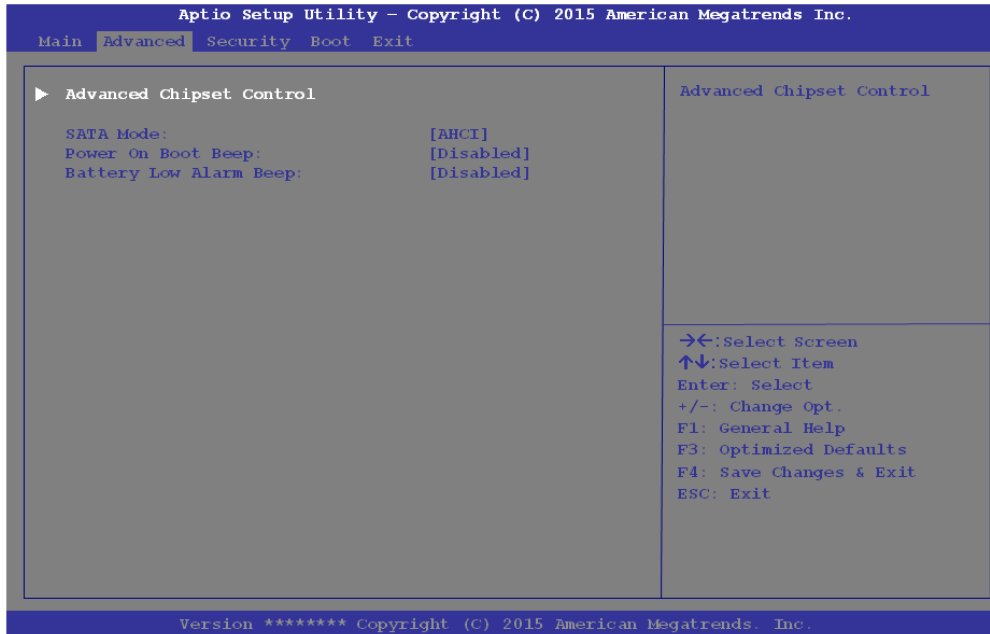 Aptio Setup Utility – Copyright (C) 2015 American Megatrends Inc.
Main Advanced Security Boot Exit
▶ Advanced Chipset Control
SATA Mode: [AHCI]
Power On Boot Beep: [Disabled]
Battery Low Alarm Beep: [Disabled]
Advanced Chipset Control
→←:Select Screen
↑↓:Select Item
Enter: Select
+/-: Change Opt.
F1: General Help
F3: Optimized Defaults
F4: Save Changes & Exit
ESC: Exit
Version ******** Copyright (C) 2015 American Megatrends. Inc.